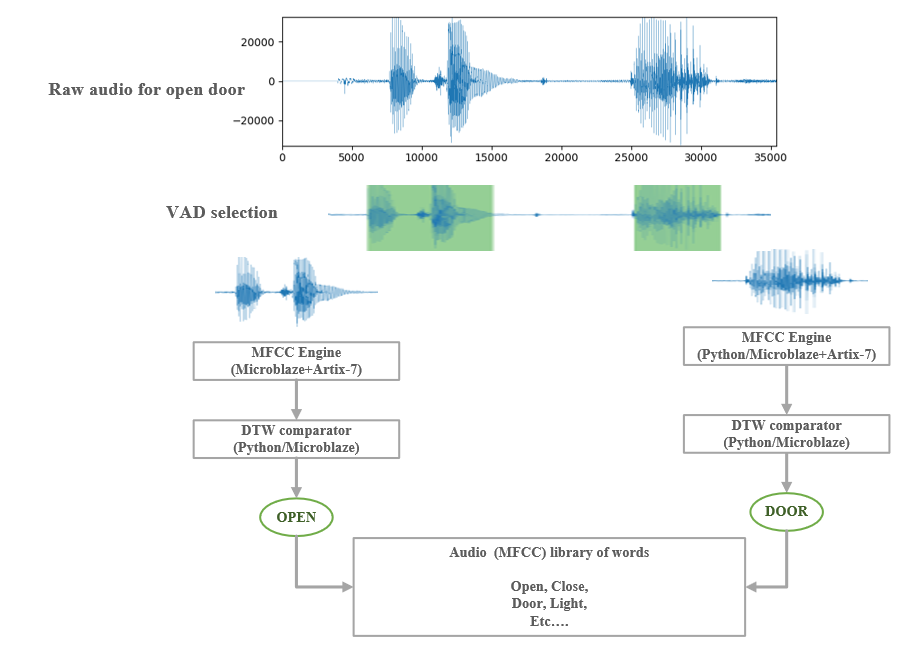 Raw audio for open door
20000
0
−20000
0
5000
10000
15000
20000
25000
30000
35000
VAD selection
MFCC Engine
(Microblaze+Artix-7)
MFCC Engine
(Python/Microblaze+Artix-7)
DTW comparator
(Python/Microblaze)
DTW comparator
(Python/Microblaze)
OPEN
DOOR
Audio (MFCC) library of words
Open, Close,
Door, Light,
Etc….